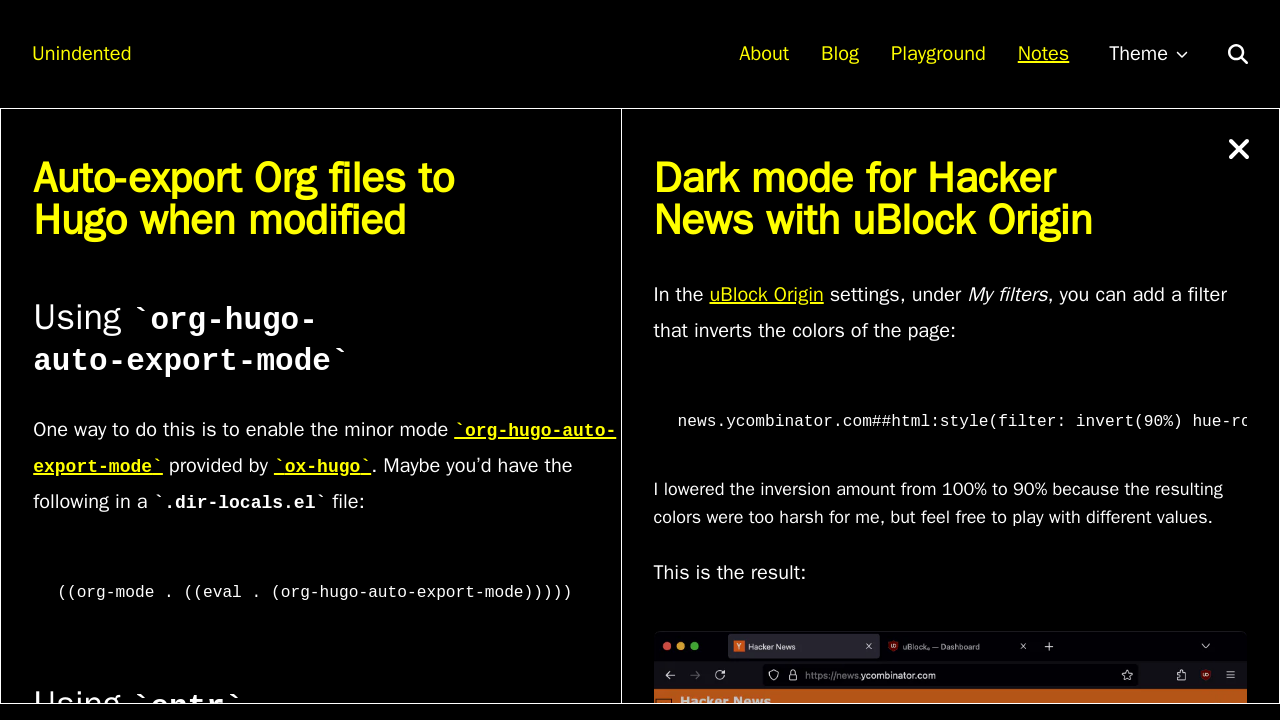 Unindented
About Blog Playground Notes Theme
Auto-export Org files to
Hugo when modified
Using `org-hugo-
auto-export-mode`
One way to do this is to enable the minor mode `org-hugo-auto-
export-mode` provided by `ox-hugo`. Maybe you’d have the
following in a `.dir-locals.el` file:
((org-mode . ((eval . (org-hugo-auto-export-mode)))))
Using `entr`
Dark mode for Hacker
News with uBlock Origin
In the uBlock Origin settings, under My filters, you can add a filter
that inverts the colors of the page:
news.ycombinator.com##html:style(filter: invert(90%) hue-ro
I lowered the inversion amount from 100% to 90% because the resulting
colors were too harsh for me, but feel free to play with different values.
This is the result:
Hacker News
uBlock₀ — Dashboard
https://news.ycombinator.com
Hacker News